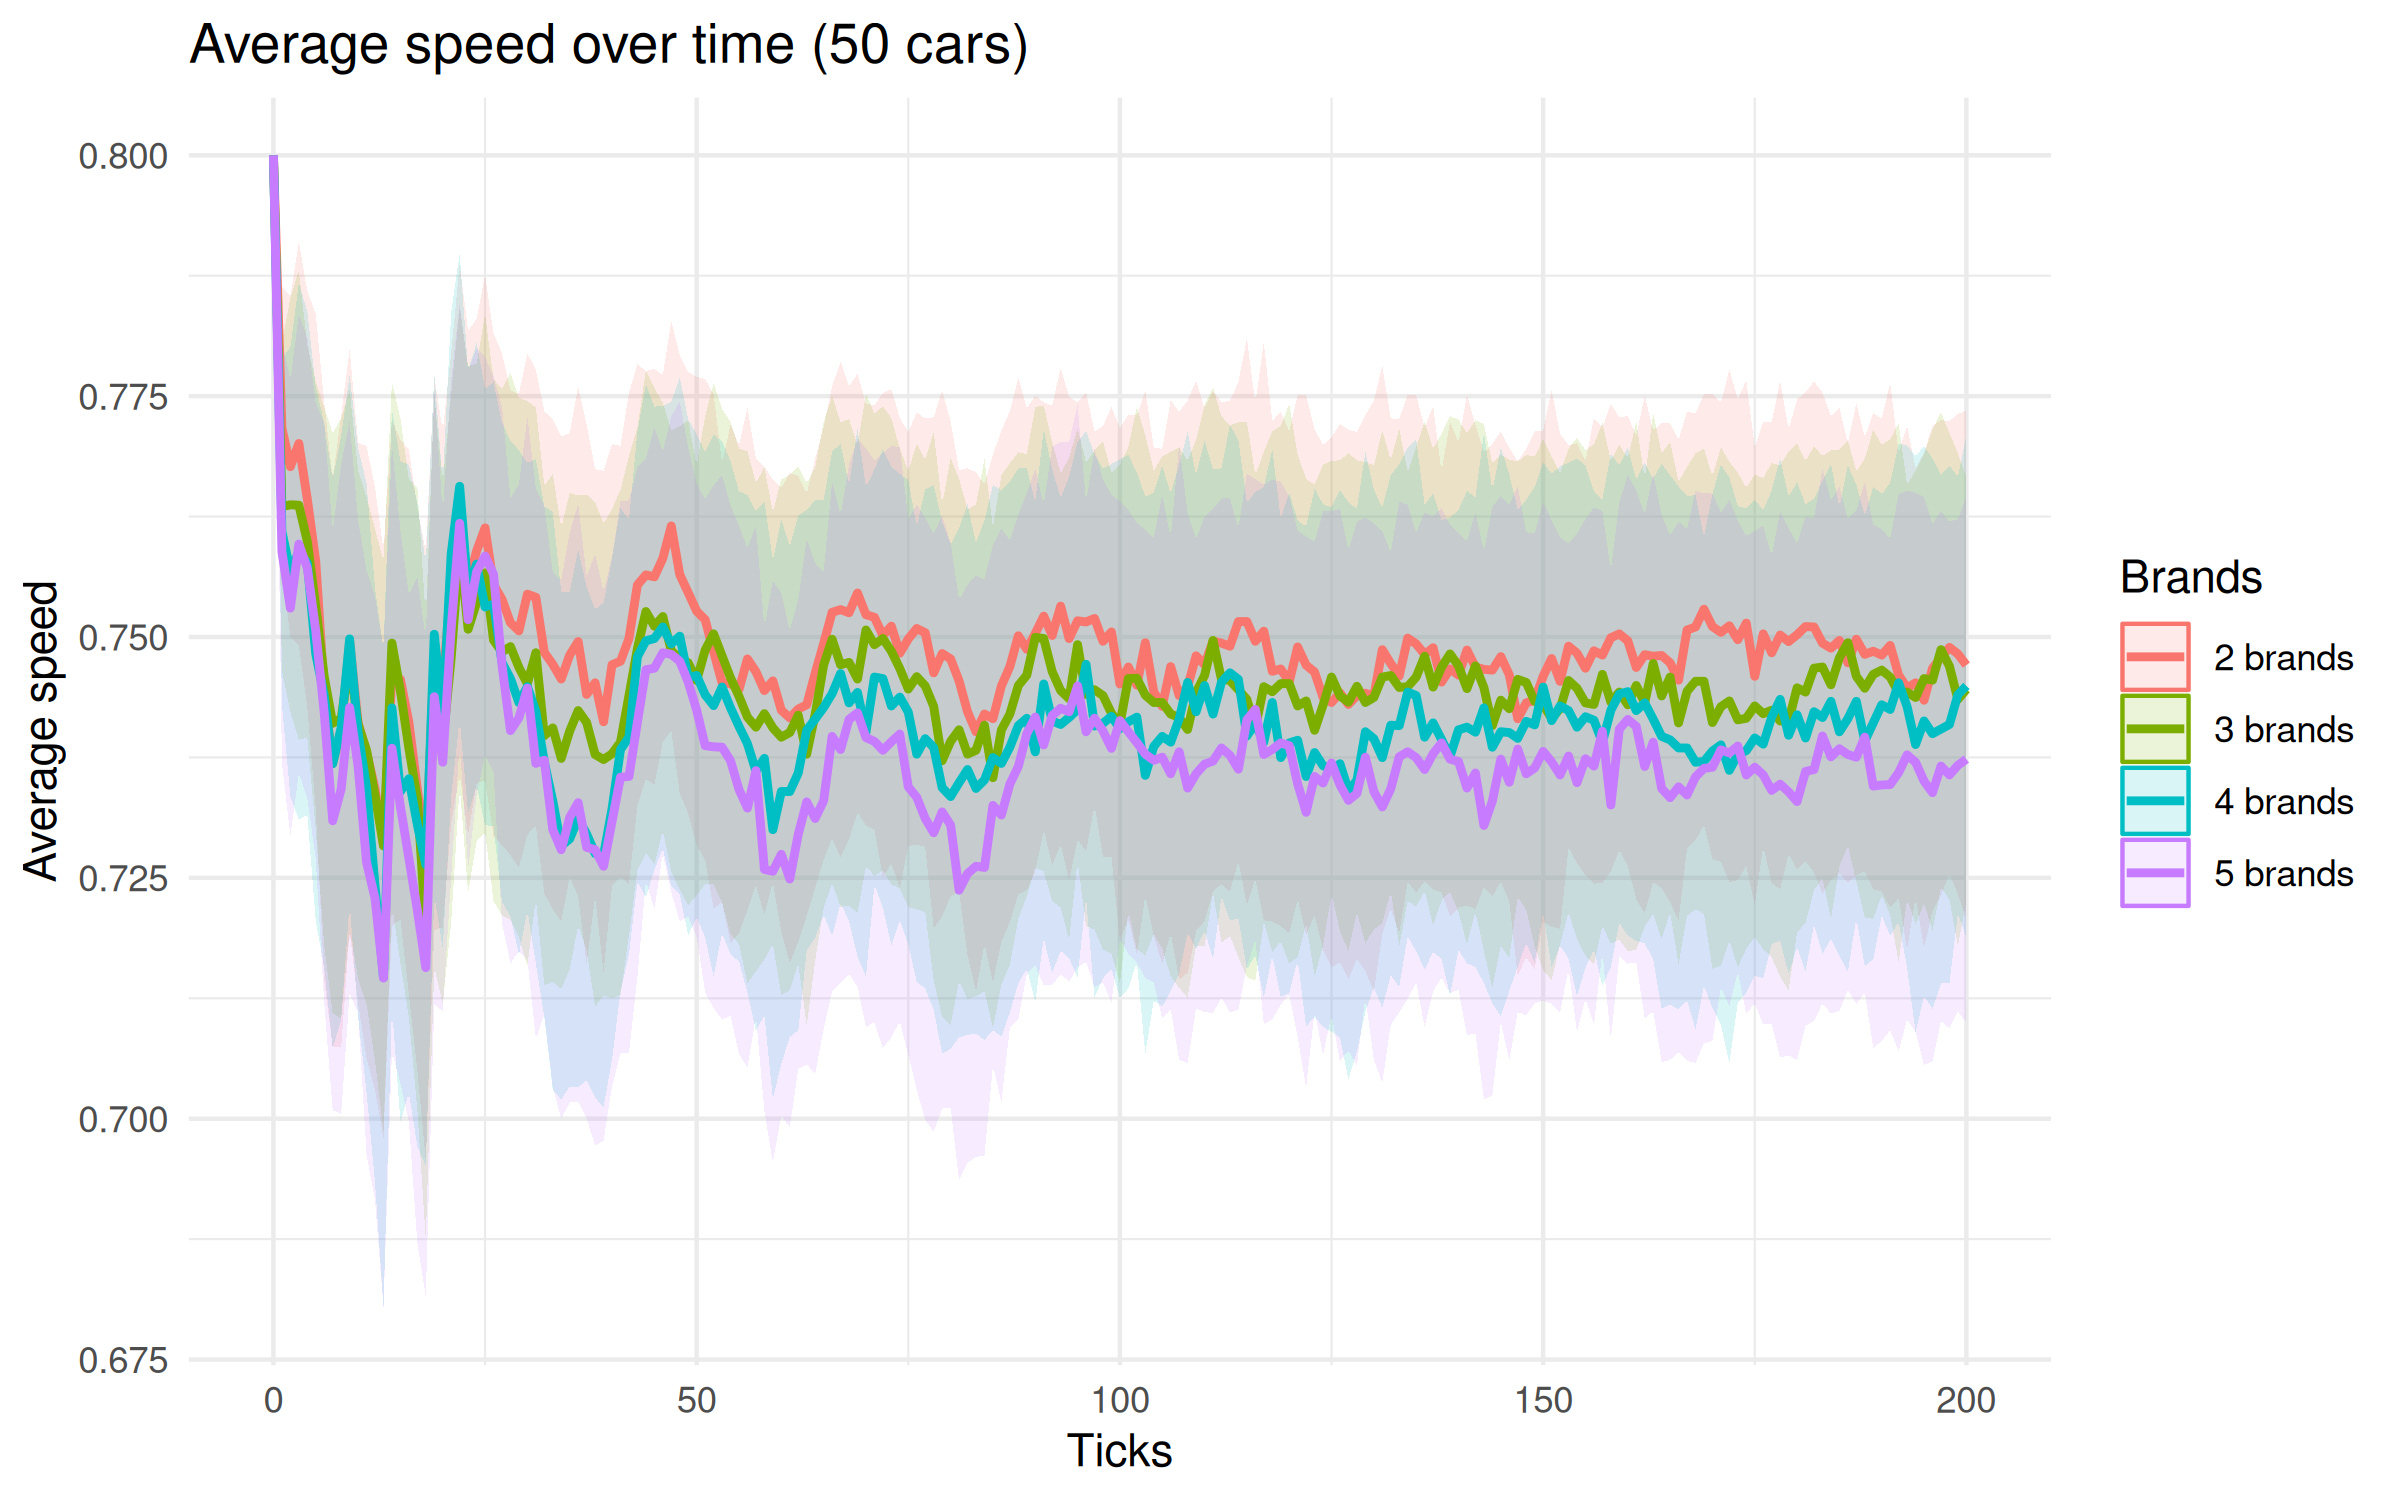 Average speed over time (50 cars)
Average speed
0.800
0.775
0.750
0.725
0.700
0.675
0
50
100
150
200
Ticks
Brands
2 brands
3 brands
4 brands
5 brands